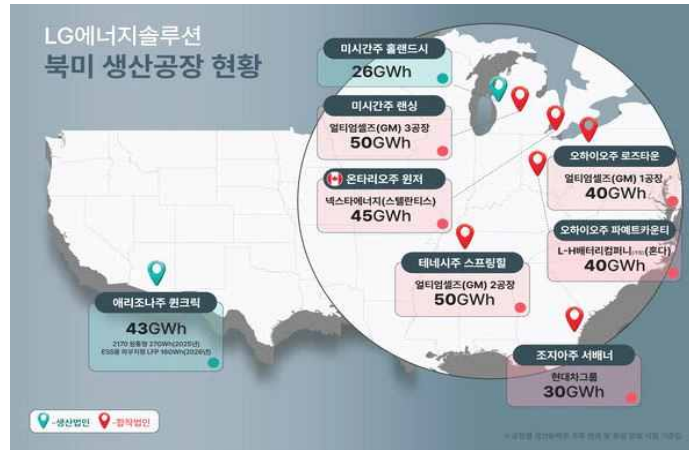 LG에너지솔루션
북미 생산공장 현황
미시간주 홀랜드시
26GWh
미시간주 랜싱
얼티엄셀즈(GM) 3공장
50GWh
온타리오주 윈저
넥스타에너지(스텔란티스)
45GWh
오하이오주 로즈타운
얼티엄셀즈(GM) 1공장
40GWh
오하이오주 파예트카운티
L-H배터리컴퍼니(혼다)
40GWh
테네시주 스프링힐
얼티엄셀즈(GM) 2공장
50GWh
애리조나주 퀸크릭
43GWh
2170 원통형 27GWh(2025년)
ESS용 파우치형 LFP 16GWh(2026년)
조지아주 서배너
현대차그룹
30GWh
-생산법인
-합작법인